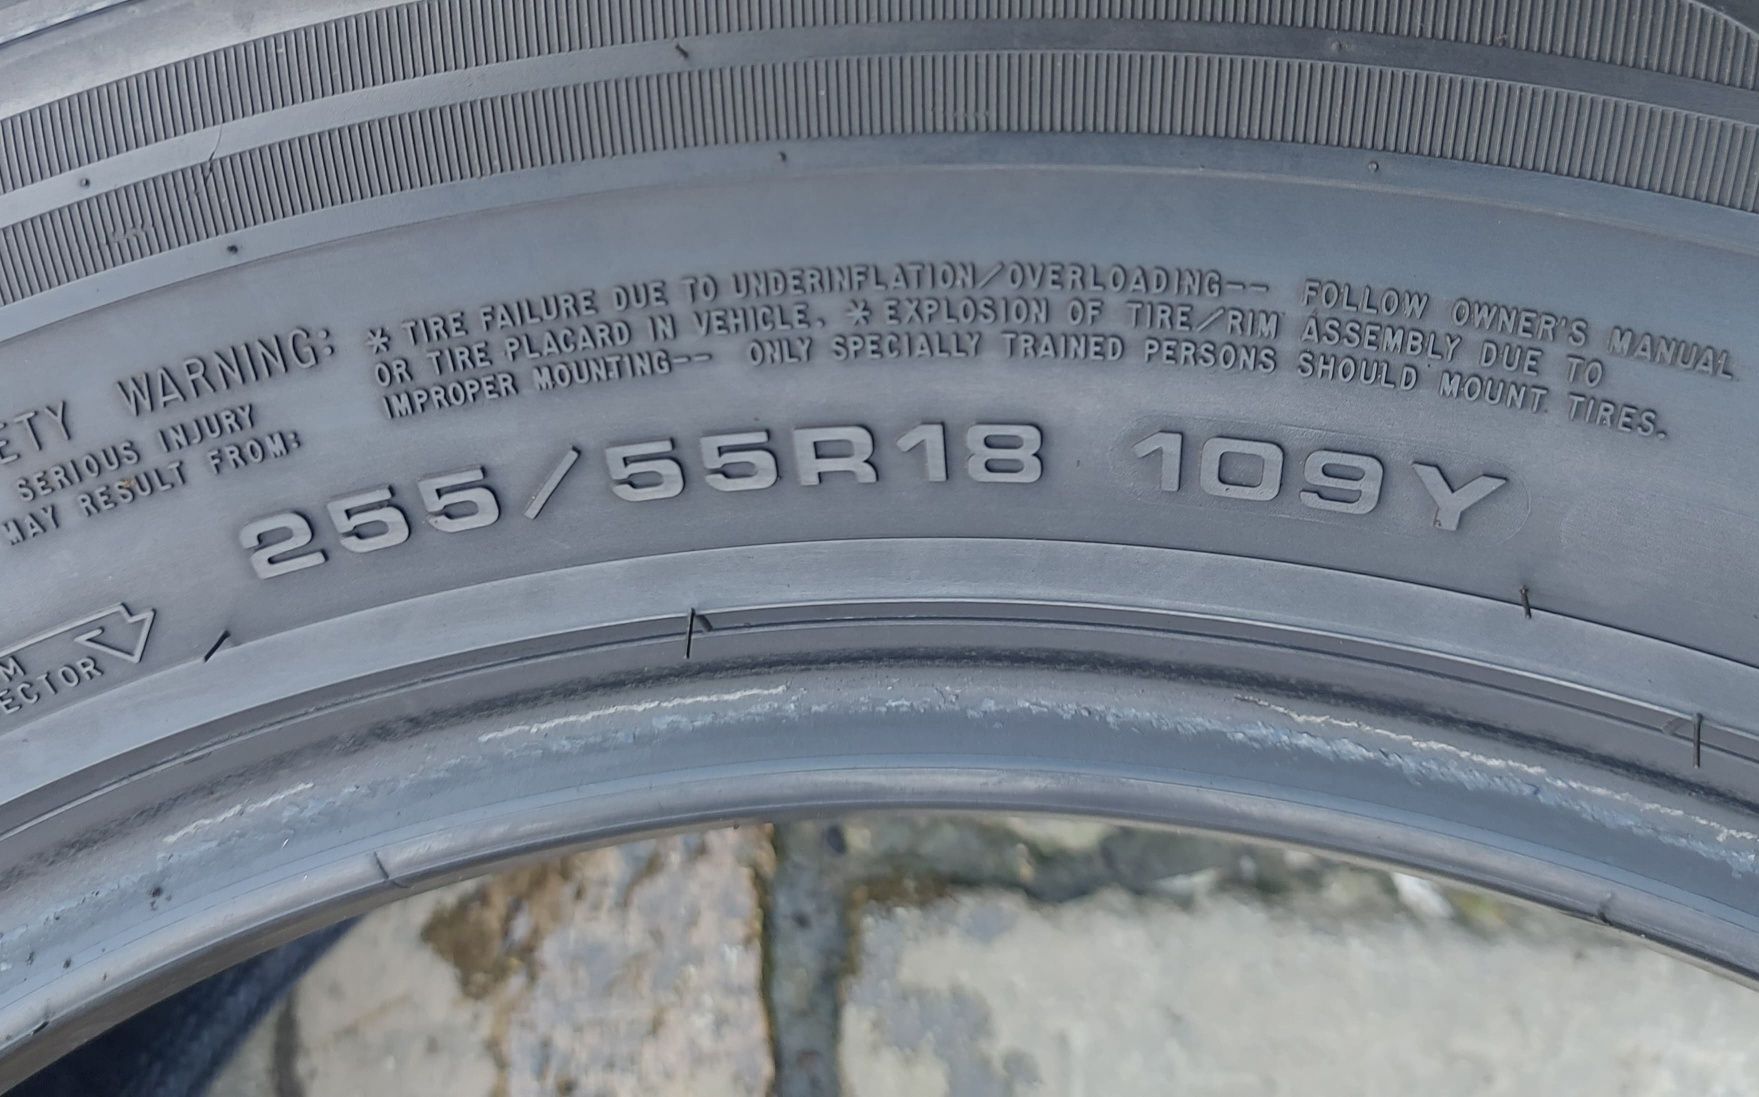 ETY WARNING:
SERIOUS INJURY
MAY RESULT FROM:
* TIRE FAILURE DUE TO UNDERINFLATION/OVERLOADING-- FOLLOW OWNER'S MANUAL
OR TIRE PLACARD IN VEHICLE. * EXPLOSION OF TIRE/RIM ASSEMBLY DUE TO
IMPROPER MOUNTING-- ONLY SPECIALLY TRAINED PERSONS SHOULD MOUNT TIRES.
255/55R18 109Y
M
ECTOR